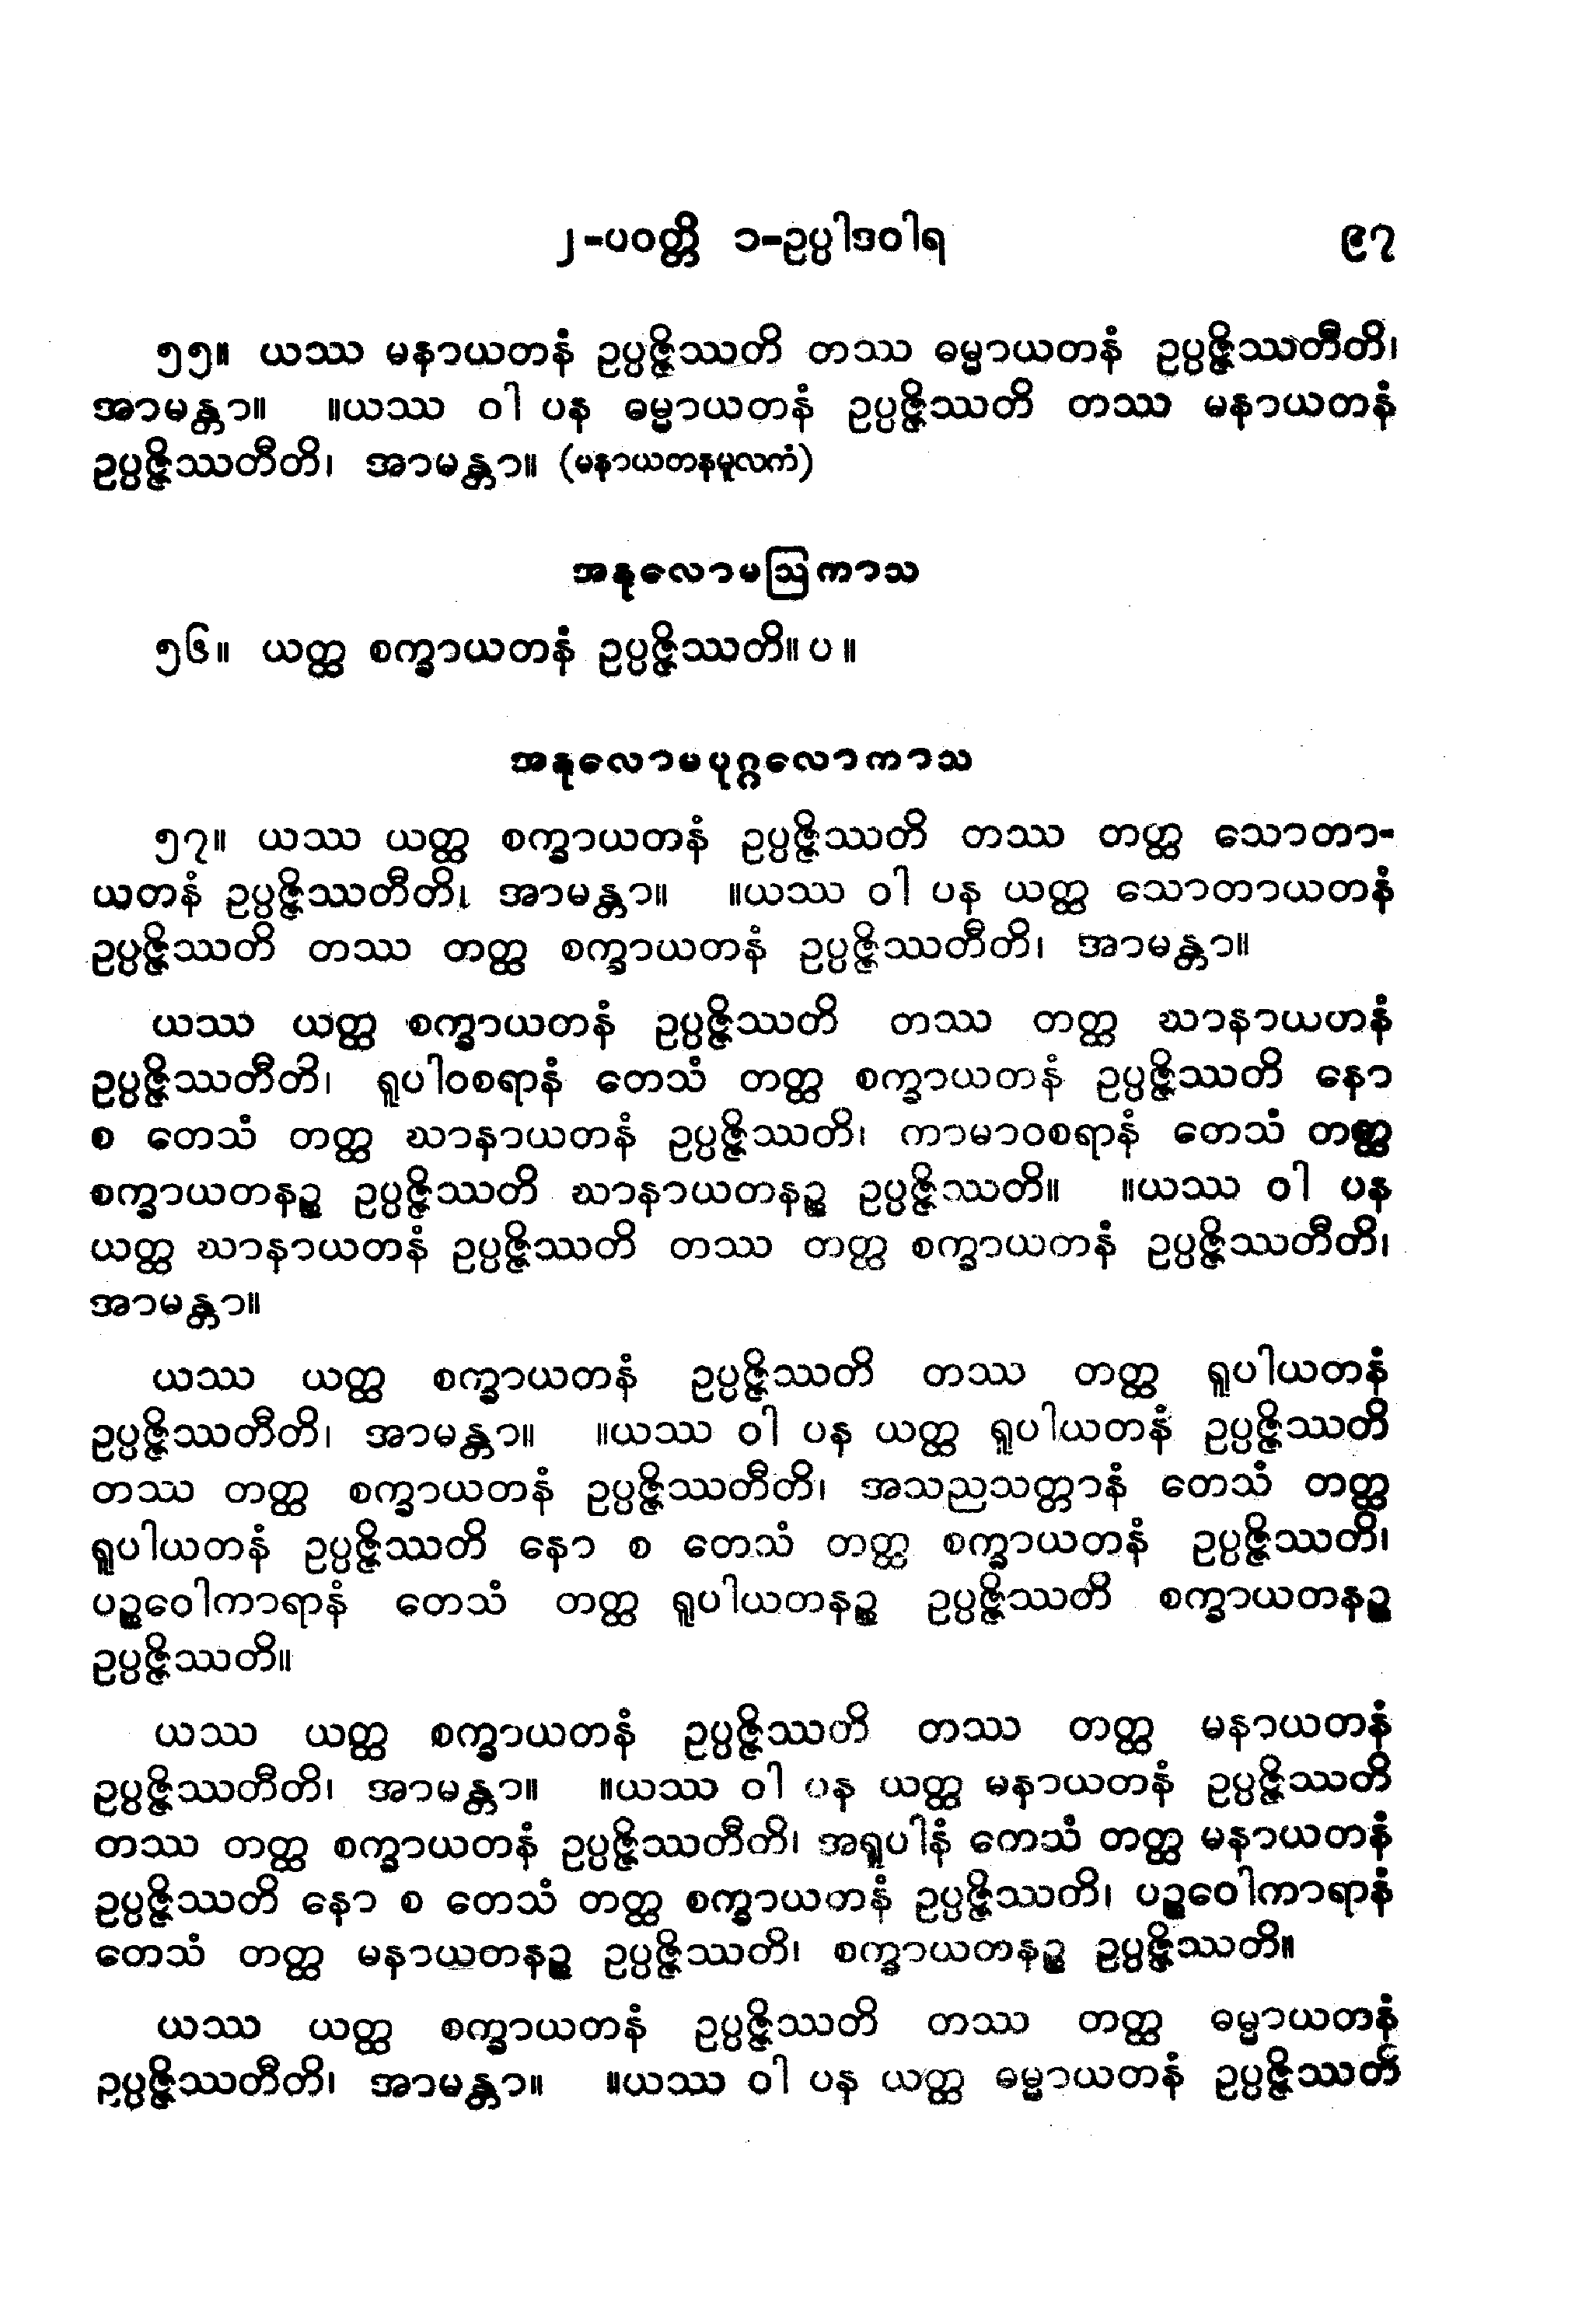 ၂-ပဝတ္တိ ၁-ဥပ္ပါဒဝါရ ၉၇
၅၅။ ယဿ မနာယတနံ ဥပ္ပဇ္ဇိဿတိ တဿ ဓမ္မာယတနံ ဥပ္ပဇ္ဇိဿတီတိ၊
အာမန္တာ။ ။ယဿ ဝါ ပန ဓမ္မာယတနံ ဥပ္ပဇ္ဇိဿတိ တဿ မနာယတနံ
ဥပ္ပဇ္ဇိဿတီတိ၊ အာမန္တာ။ (မနာယတနမူလကံ)
အနုလောမဩကာသ
၅၆။ ယတ္ထ စက္ခာယတနံ ဥပ္ပဇ္ဇိဿတိ။ ပ ။
အနုလောမပုဂ္ဂလောကာသ
၅၇။ ယဿ ယတ္ထ စက္ခာယတနံ ဥပ္ပဇ္ဇိဿတိ တဿ တတ္ထ သောတာ-
ယတနံ ဥပ္ပဇ္ဇိဿတီတိ၊ အာမန္တာ။ ။ယဿ ဝါ ပန ယတ္ထ သောတာယတနံ
ဥပ္ပဇ္ဇိဿတိ တဿ တတ္ထ စက္ခာယတနံ ဥပ္ပဇ္ဇိဿတီတိ၊ အာမန္တာ။
ယဿ ယတ္ထ စက္ခာယတနံ ဥပ္ပဇ္ဇိဿတိ တဿ တတ္ထ ဃာနာယတနံ
ဥပ္ပဇ္ဇိဿတီတိ၊ ရူပါဝစရာနံ တေသံ တတ္ထ စက္ခာယတနံ ဥပ္ပဇ္ဇိဿတိ နော
စ တေသံ တတ္ထ ဃာနာယတနံ ဥပ္ပဇ္ဇိဿတိ၊ ကာမာဝစရာနံ တေသံ တတ္ထ
စက္ခာယတနဉ္စ ဥပ္ပဇ္ဇိဿတိ ဃာနာယတနဉ္စ ဥပ္ပဇ္ဇိဿတိ။ ။ယဿ ဝါ ပန
ယတ္ထ ဃာနာယတနံ ဥပ္ပဇ္ဇိဿတိ တဿ တတ္ထ စက္ခာယတနံ ဥပ္ပဇ္ဇိဿတီတိ၊
အာမန္တာ။
ယဿ ယတ္ထ စက္ခာယတနံ ဥပ္ပဇ္ဇိဿတိ တဿ တတ္ထ ရူပါယတနံ
ဥပ္ပဇ္ဇိဿတီတိ၊ အာမန္တာ။ ။ယဿ ဝါ ပန ယတ္ထ ရူပါယတနံ ဥပ္ပဇ္ဇိဿတိ
တဿ တတ္ထ စက္ခာယတနံ ဥပ္ပဇ္ဇိဿတီတိ၊ အသညသတ္တာနံ တေသံ တတ္ထ
ရူပါယတနံ ဥပ္ပဇ္ဇိဿတိ နော စ တေသံ တတ္ထ စက္ခာယတနံ ဥပ္ပဇ္ဇိဿတိ၊
ပဉ္စဝေါကာရာနံ တေသံ တတ္ထ ရူပါယတနဉ္စ ဥပ္ပဇ္ဇိဿတိ စက္ခာယတနဉ္စ
ဥပ္ပဇ္ဇိဿတိ။
ယဿ ယတ္ထ စက္ခာယတနံ ဥပ္ပဇ္ဇိဿတိ တဿ တတ္ထ မနာယတနံ
ဥပ္ပဇ္ဇိဿတီတိ၊ အာမန္တာ။ ။ယဿ ဝါ ပန ယတ္ထ မနာယတနံ ဥပ္ပဇ္ဇိဿတိ
တဿ တတ္ထ စက္ခာယတနံ ဥပ္ပဇ္ဇိဿတီတိ၊ အရူပါနံ တေသံ တတ္ထ မနာယတနံ
ဥပ္ပဇ္ဇိဿတိ နော စ တေသံ တတ္ထ စက္ခာယတနံ ဥပ္ပဇ္ဇိဿတိ၊ ပဉ္စဝေါကာရာနံ
တေသံ တတ္ထ မနာယတနဉ္စ ဥပ္ပဇ္ဇိဿတိ၊ စက္ခာယတနဉ္စ ဥပ္ပဇ္ဇိဿတိ။
ယဿ ယတ္ထ စက္ခာယတနံ ဥပ္ပဇ္ဇိဿတိ တဿ တတ္ထ ဓမ္မာယတနံ
ဥပ္ပဇ္ဇိဿတီတိ၊ အာမန္တာ။ ။ယဿ ဝါ ပန ယတ္ထ ဓမ္မာယတနံ ဥပ္ပဇ္ဇိဿတိ